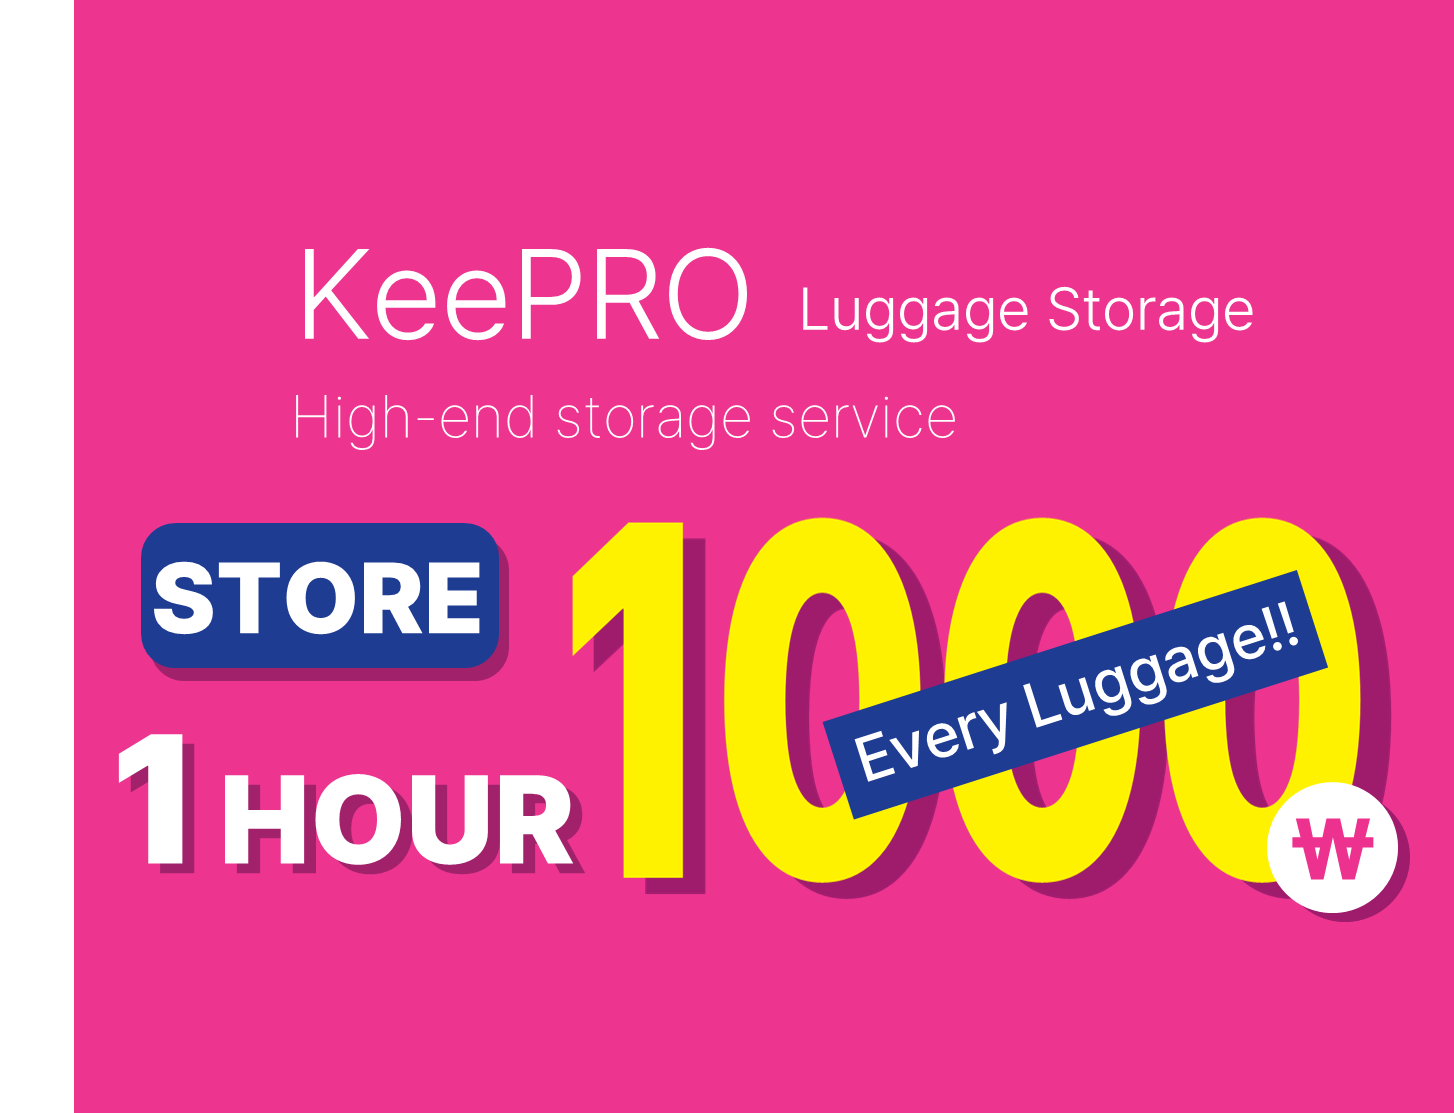 KeePRO Luggage Storage
High-end storage service
STORE
1 HOUR
1000
Every Luggage!!
₩